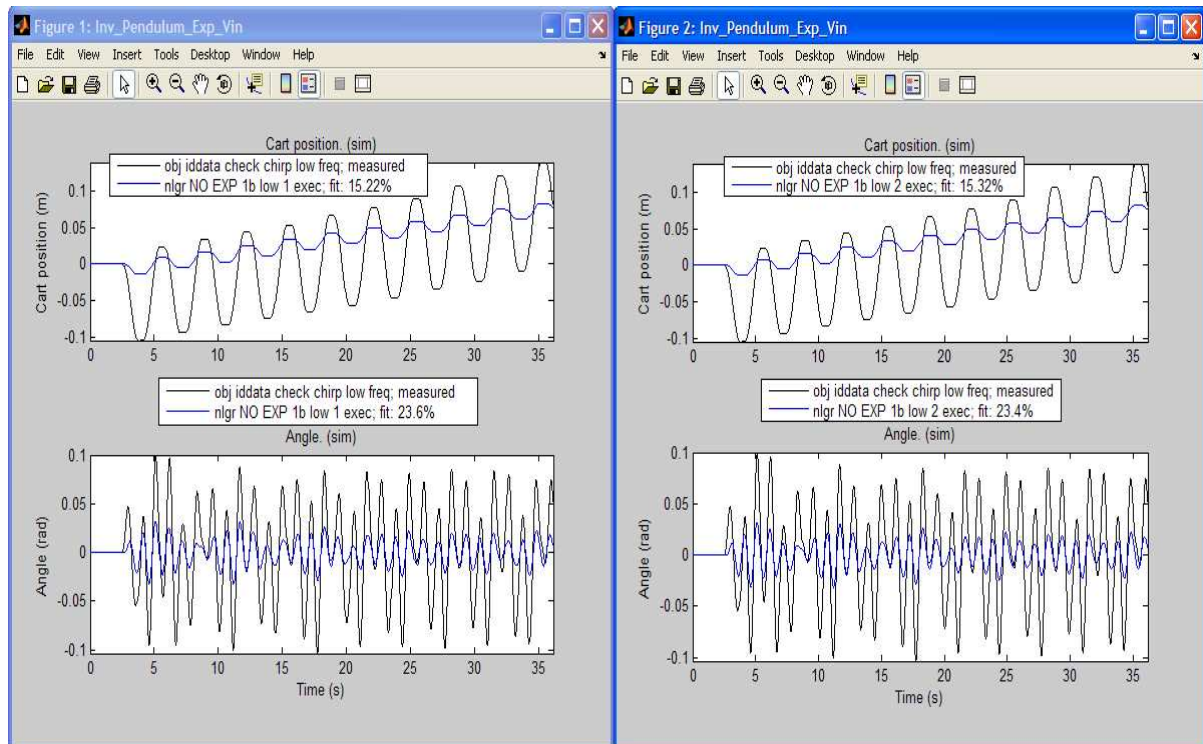 Figure 1: Inv_Pendulum_Exp_Vin
File Edit View Insert Tools Desktop Window Help
Cart position. (sim)
obj iddata check chirp low freq; measured
nlgr NO EXP 1b low 1 exec; fit: 15.22%
Cart position (m)
0.1
0.05
0
-0.05
-0.1
0 5 10 15 20 25 30 35
obj iddata check chirp low freq; measured
nlgr NO EXP 1b low 1 exec; fit: 23.6%
Angle. (sim)
Angle (rad)
0.1
0.05
0
-0.05
-0.1
0 5 10 15 20 25 30 35
Time (s)
Figure 2: Inv_Pendulum_Exp_Vin
File Edit View Insert Tools Desktop Window Help
Cart position. (sim)
obj iddata check chirp low freq; measured
nlgr NO EXP 1b low 2 exec; fit: 15.32%
Cart position (m)
0.1
0.05
0
-0.05
-0.1
0 5 10 15 20 25 30 35
obj iddata check chirp low freq; measured
nlgr NO EXP 1b low 2 exec; fit: 23.4%
Angle. (sim)
Angle (rad)
0.1
0.05
0
-0.05
-0.1
0 5 10 15 20 25 30 35
Time (s)